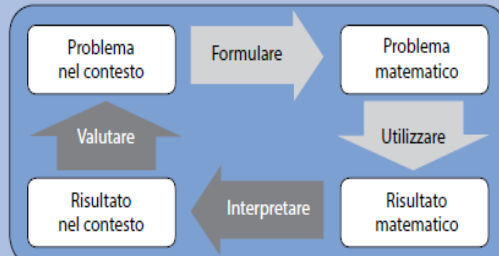 Problema
nel contesto
Formulare
Problema
matematico
Valutare
Utilizzare
Risultato
nel contesto
Interpretare
Risultato
matematico